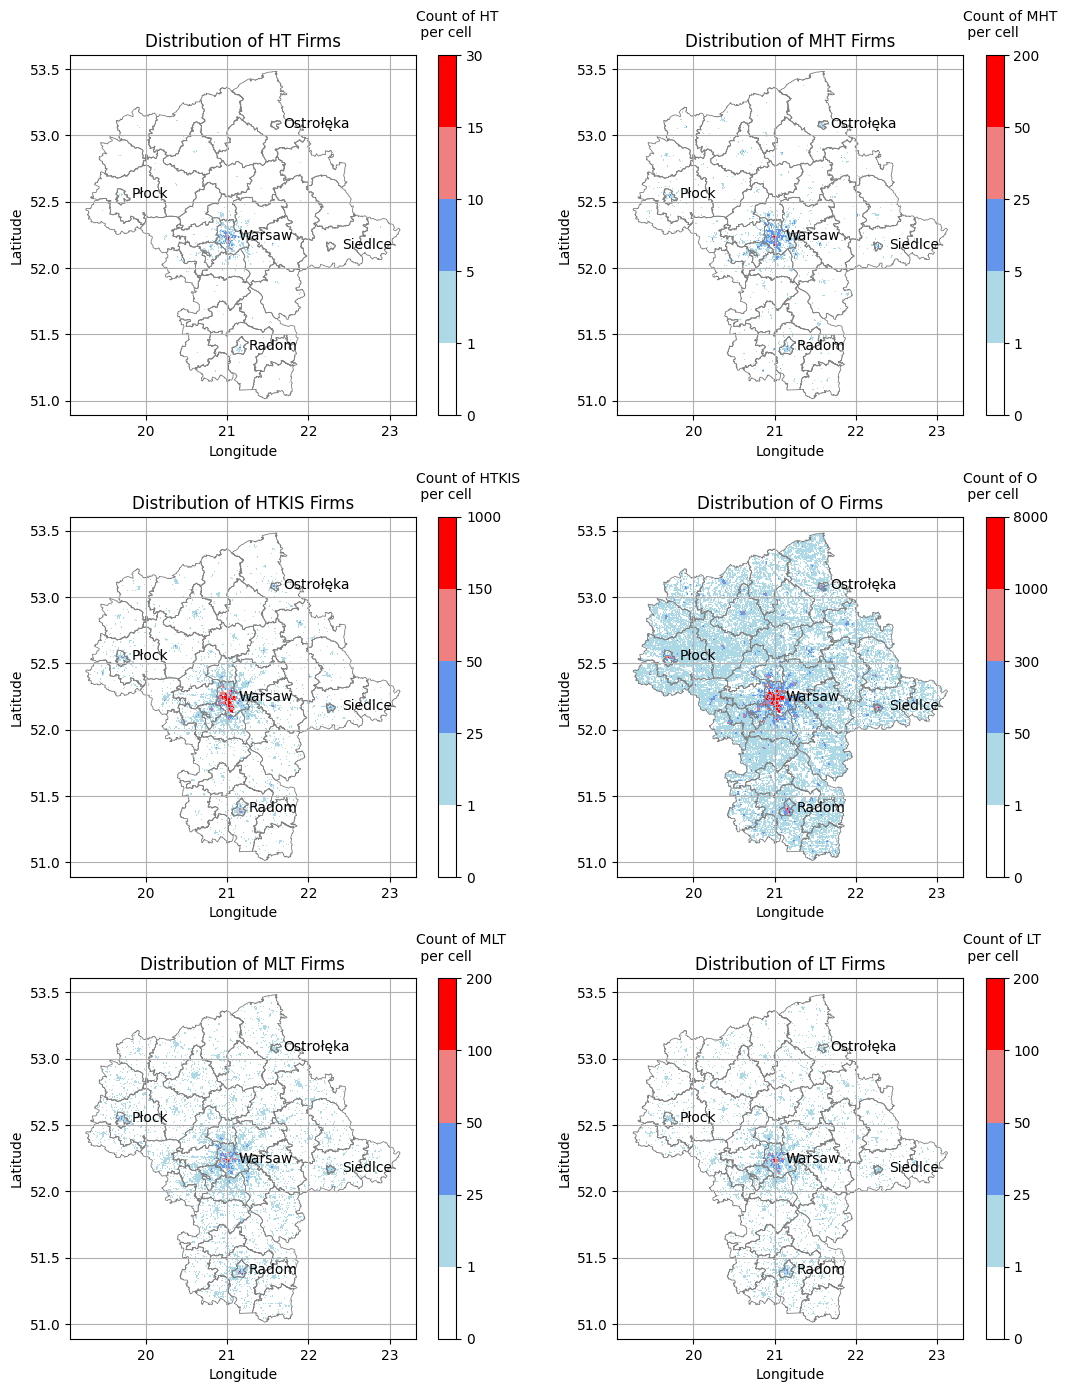 Count of HT
per cell
Distribution of HT Firms
30
15
10
5
1
0
53.5
53.0
52.5
52.0
51.5
51.0
Latitude
Ostrołęka
Płock
Warsaw
Siedlce
Radom
20 21 22 23
Longitude
Count of MHT
per cell
Distribution of MHT Firms
200
50
25
5
1
0
53.5
53.0
52.5
52.0
51.5
51.0
Latitude
Ostrołęka
Płock
Warsaw
Siedlce
Radom
20 21 22 23
Longitude
Count of HTKIS
per cell
Distribution of HTKIS Firms
1000
150
50
25
1
0
53.5
53.0
52.5
52.0
51.5
51.0
Latitude
Ostrołęka
Płock
Warsaw
Siedlce
Radom
20 21 22 23
Longitude
Count of O
per cell
Distribution of O Firms
8000
1000
300
50
1
0
53.5
53.0
52.5
52.0
51.5
51.0
Latitude
Ostrołęka
Płock
Warsaw
Siedlce
Radom
20 21 22 23
Longitude
Count of MLT
per cell
Distribution of MLT Firms
200
100
50
25
1
0
53.5
53.0
52.5
52.0
51.5
51.0
Latitude
Ostrołęka
Płock
Warsaw
Siedlce
Radom
20 21 22 23
Longitude
Count of LT
per cell
Distribution of LT Firms
200
100
50
25
1
0
53.5
53.0
52.5
52.0
51.5
51.0
Latitude
Ostrołęka
Płock
Warsaw
Siedlce
Radom
20 21 22 23
Longitude